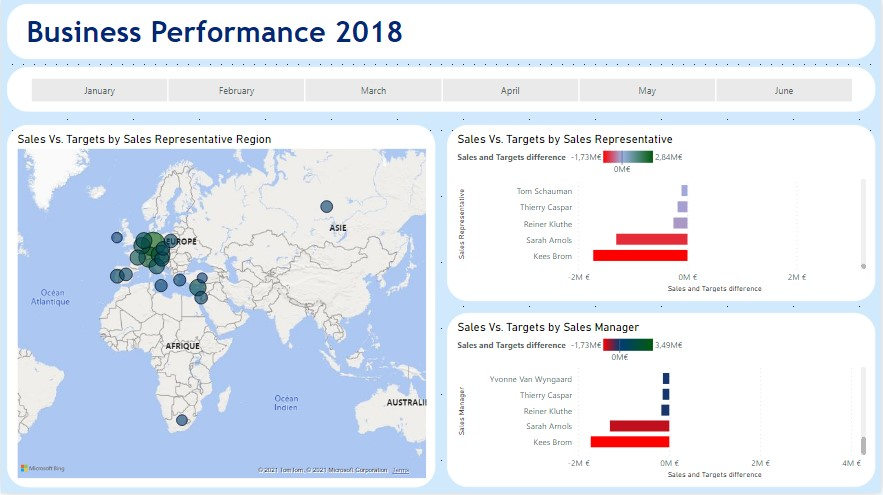 Business Performance 2018
January February March April May June
Sales Vs. Targets by Sales Representative Region
ASIE
EUROPE
Océan
Atlantique
AFRIQUE
Océan
Indien
AUSTRALI
Microsoft Bing
© 2021 TomTom, © 2021 Microsoft Corporation Terms
Sales Vs. Targets by Sales Representative
Sales and Targets difference -1,73M€ 2,84M€
0M€
Sales Representative
Tom Schauman
Thierry Caspar
Reiner Kluthe
Sarah Arnols
Kees Brom
-2M € 0M € 2M €
Sales and Targets difference
Sales Vs. Targets by Sales Manager
Sales and Targets difference -1,73M€ 3,49M€
0M€
Sales Manager
Yvonne Van Wyngaard
Thierry Caspar
Reiner Kluthe
Sarah Arnols
Kees Brom
-2M € 0M € 2M € 4M €
Sales and Targets difference